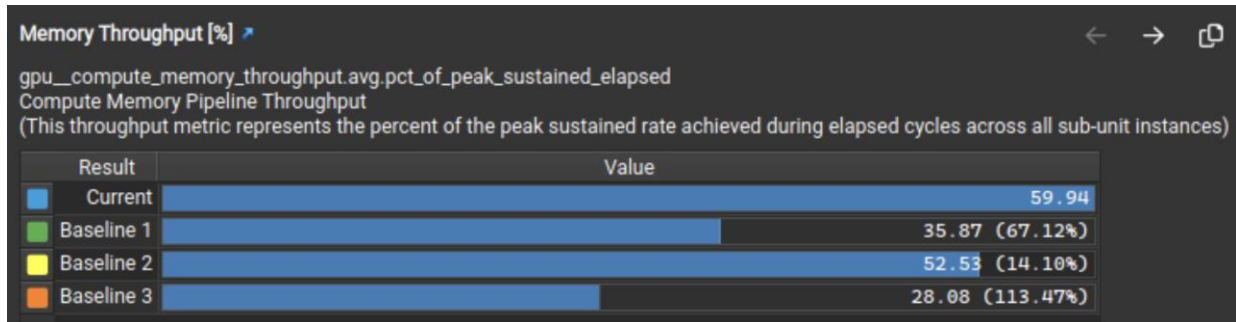 Memory Throughput [%]
gpu__compute_memory_throughput.avg.pct_of_peak_sustained_elapsed
Compute Memory Pipeline Throughput
(This throughput metric represents the percent of the peak sustained rate achieved during elapsed cycles across all sub-unit instances)
Result Value
Current 59.94
Baseline 1 35.87 (67.12%)
Baseline 2 52.53 (14.10%)
Baseline 3 28.08 (113.47%)